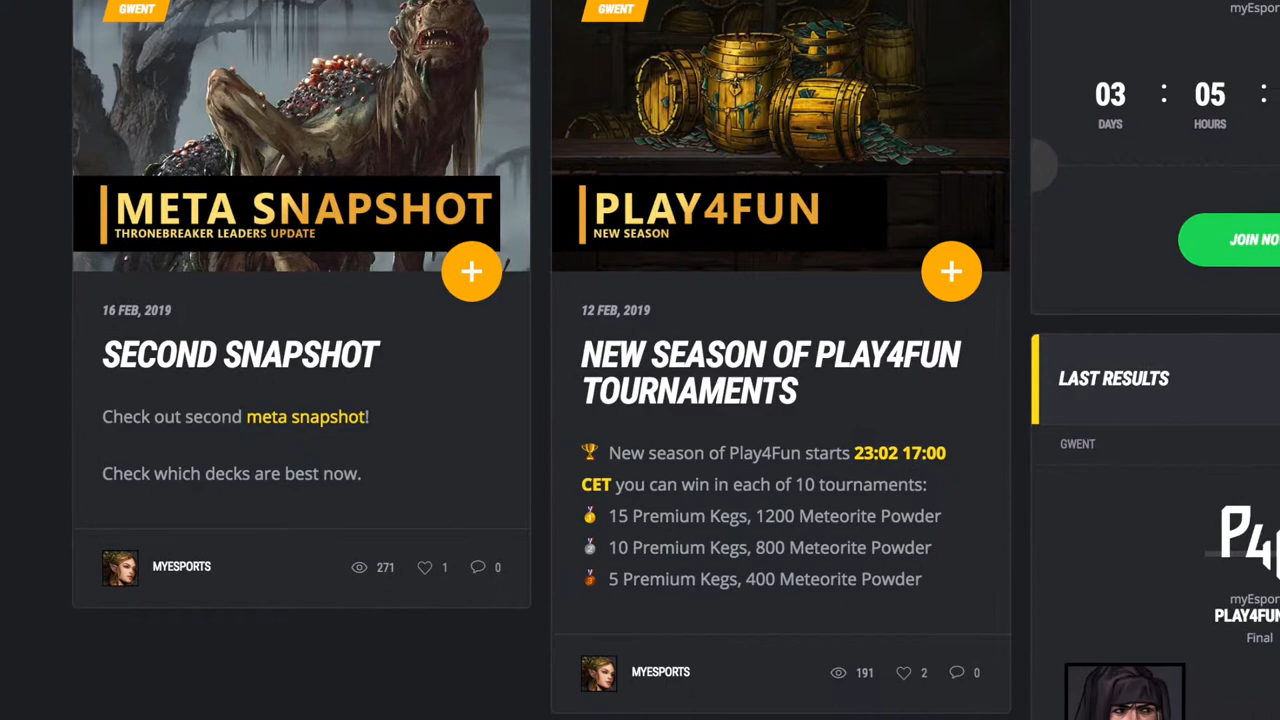 GWENT
META SNAPSHOT
THRONEBREAKER LEADERS UPDATE
16 FEB, 2019
SECOND SNAPSHOT
Check out second meta snapshot!
Check which decks are best now.
MYESPORTS
271
1
0
GWENT
PLAY4FUN
NEW SEASON
12 FEB, 2019
NEW SEASON OF PLAY4FUN
TOURNAMENTS
New season of Play4Fun starts 23:02 17:00
CET you can win in each of 10 tournaments:
15 Premium Kegs, 1200 Meteorite Powder
10 Premium Kegs, 800 Meteorite Powder
5 Premium Kegs, 400 Meteorite Powder
MYESPORTS
191
2
0
myEspor
03 : 05 :
DAYS HOURS
JOIN NO
LAST RESULTS
GWENT
P4
myEspor
PLAY4FUN
Final